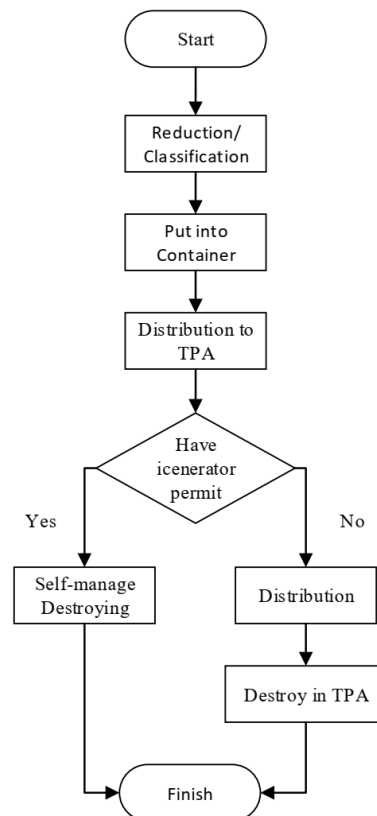 Start
Reduction/
Classification
Put into
Container
Distribution to
TPA
Have
icenerator
permit
Yes
No
Self-manage
Destroying
Distribution
Destroy in TPA
Finish